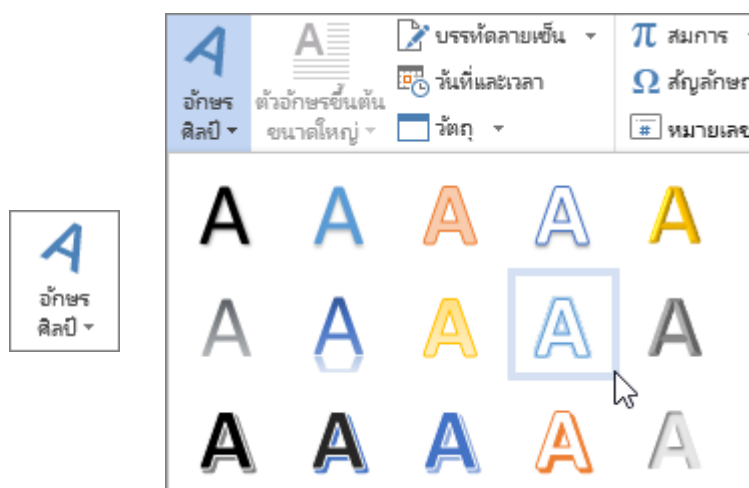 อักษร
ศิลป์
อักษร
ศิลป์
ตัวอักษรขึ้นต้น
ขนาดใหญ่
บรรทัดลายเซ็น
วันที่และเวลา
วัตถุ
π สมการ
Ω สัญลักษณ
# หมายเลข
A A A A A
A A A A A
A A A A A